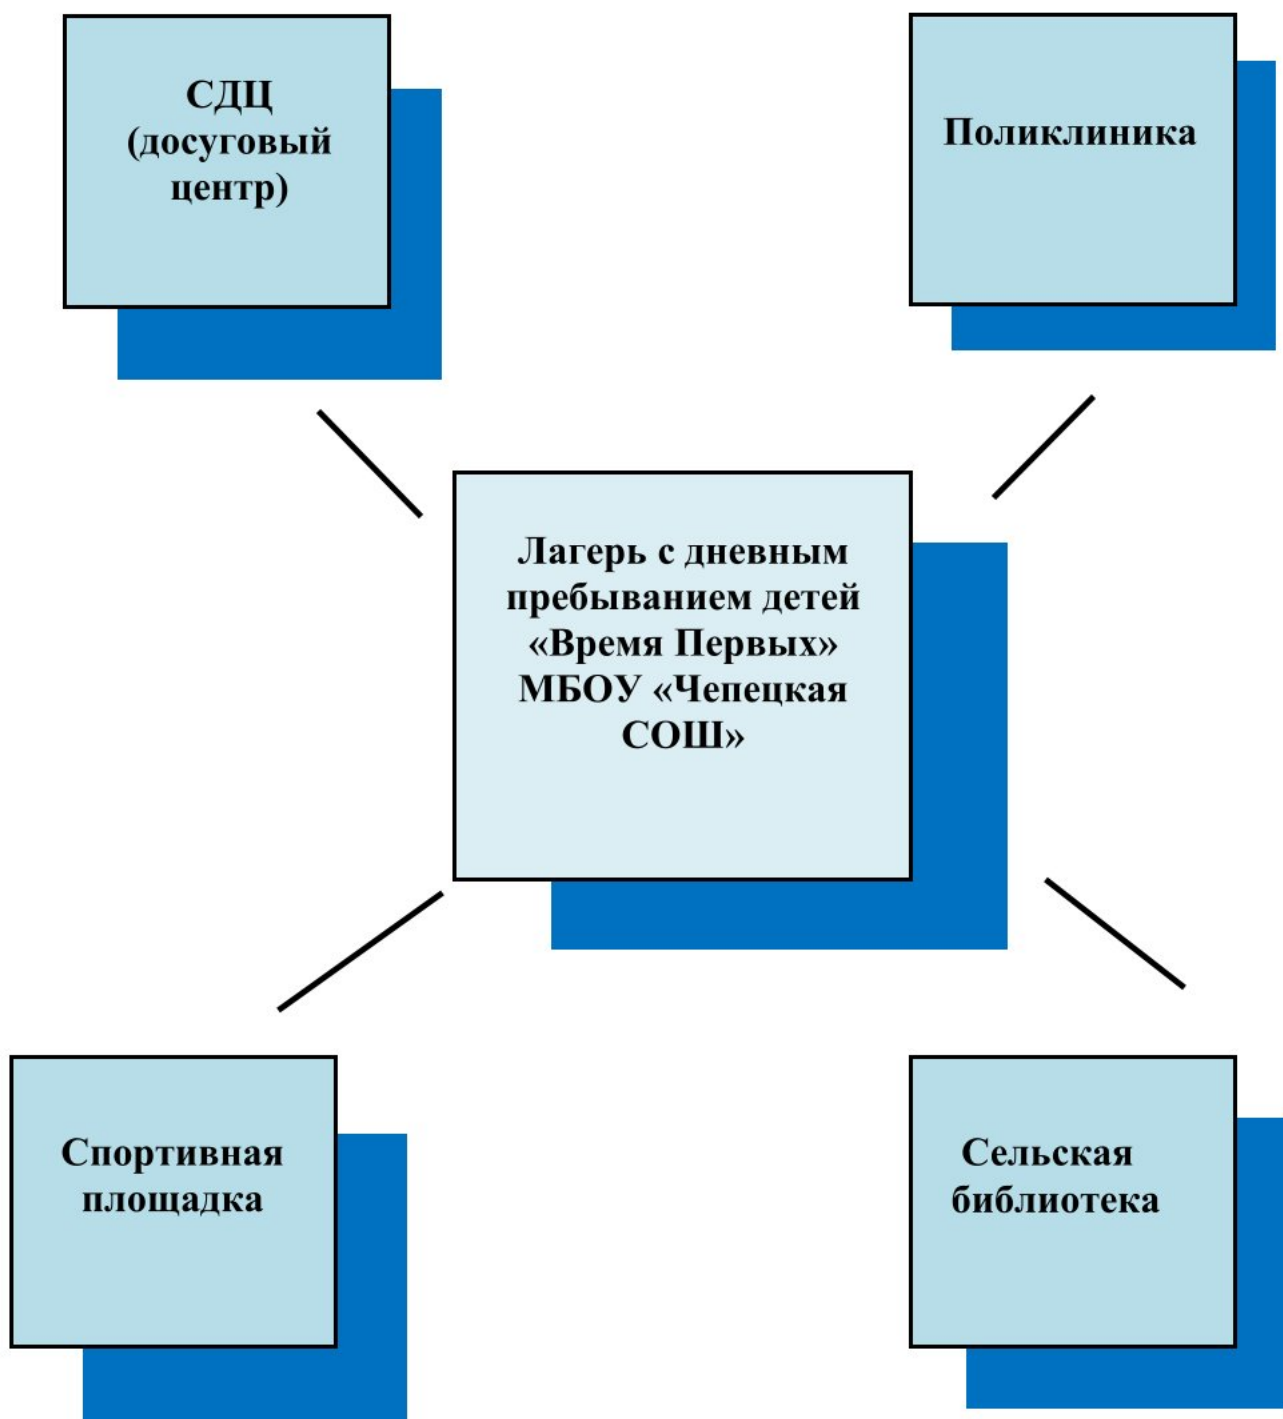 СДЦ
(досуговый
центр)
Поликлиника
Лагерь с дневным
пребыванием детей
«Время Первых»
МБОУ «Чепецкая
СОШ»
Спортивная
площадка
Сельская
библиотека